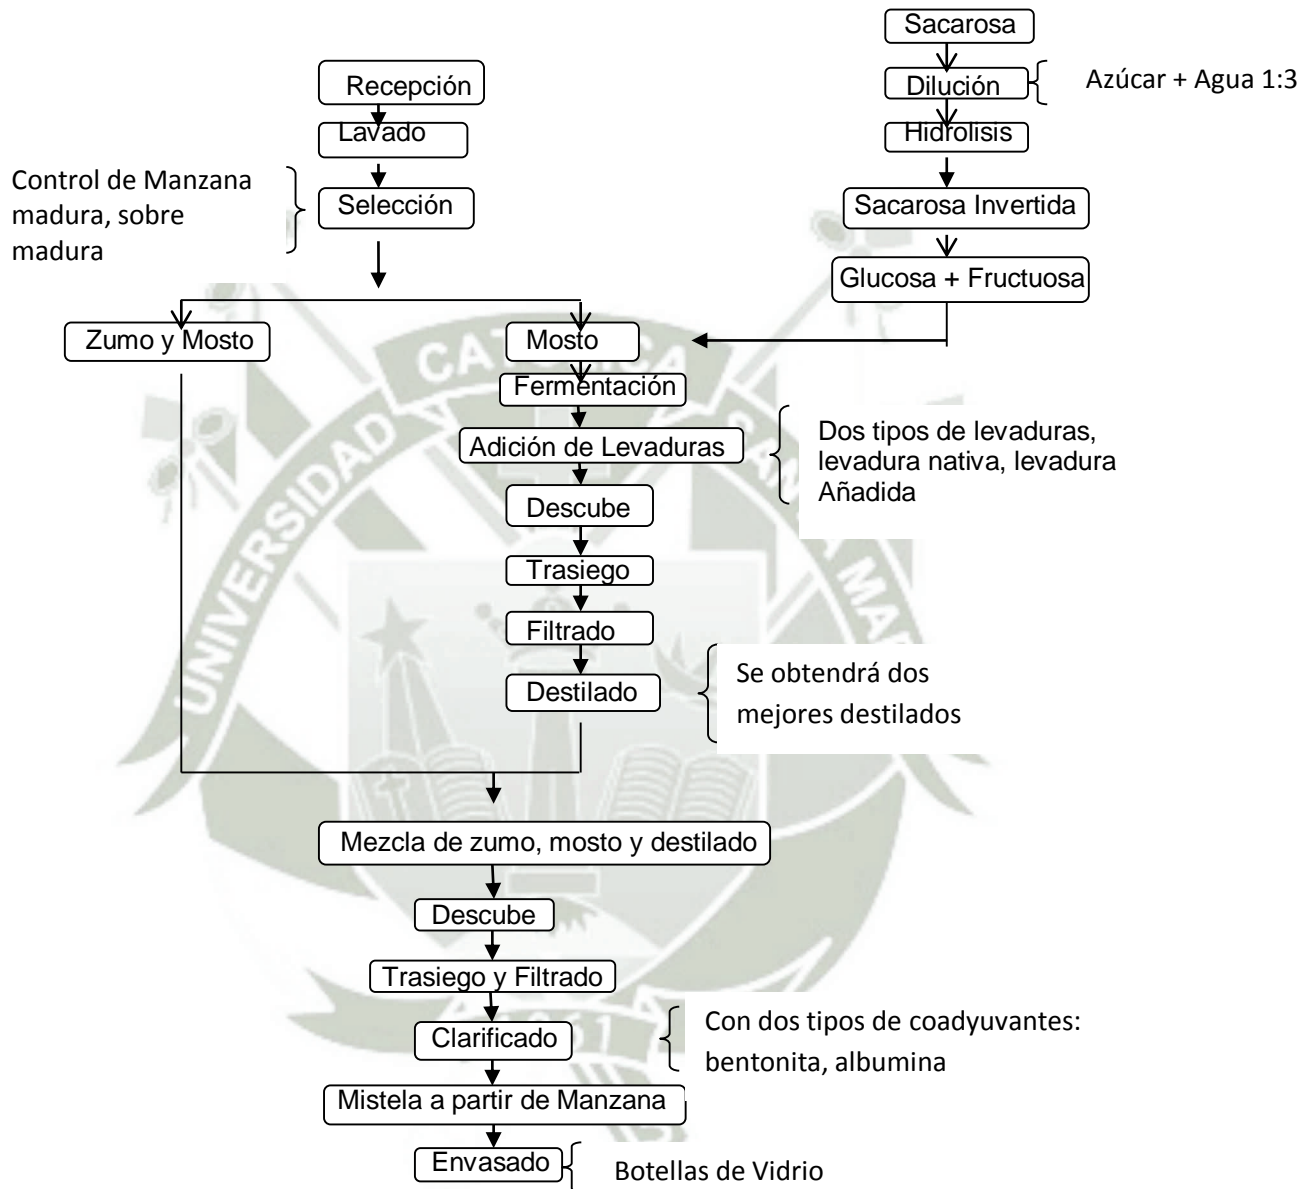 Sacarosa
Dilución
Azúcar + Agua 1:3
Hidrolisis
Sacarosa Invertida
Glucosa + Fructuosa
Recepción
Lavado
Selección
Control de Manzana
madura, sobre
madura
Zumo y Mosto
Mosto
Fermentación
Adición de Levaduras
Dos tipos de levaduras,
levadura nativa, levadura
Añadida
Descube
Trasiego
Filtrado
Destilado
Se obtendrá dos
mejores destilados
Mezcla de zumo, mosto y destilado
Descube
Trasiego y Filtrado
Clarificado
Con dos tipos de coadyuvantes:
bentonita, albumina
Mistela a partir de Manzana
Envasado
Botellas de Vidrio
UNIVERSIDAD